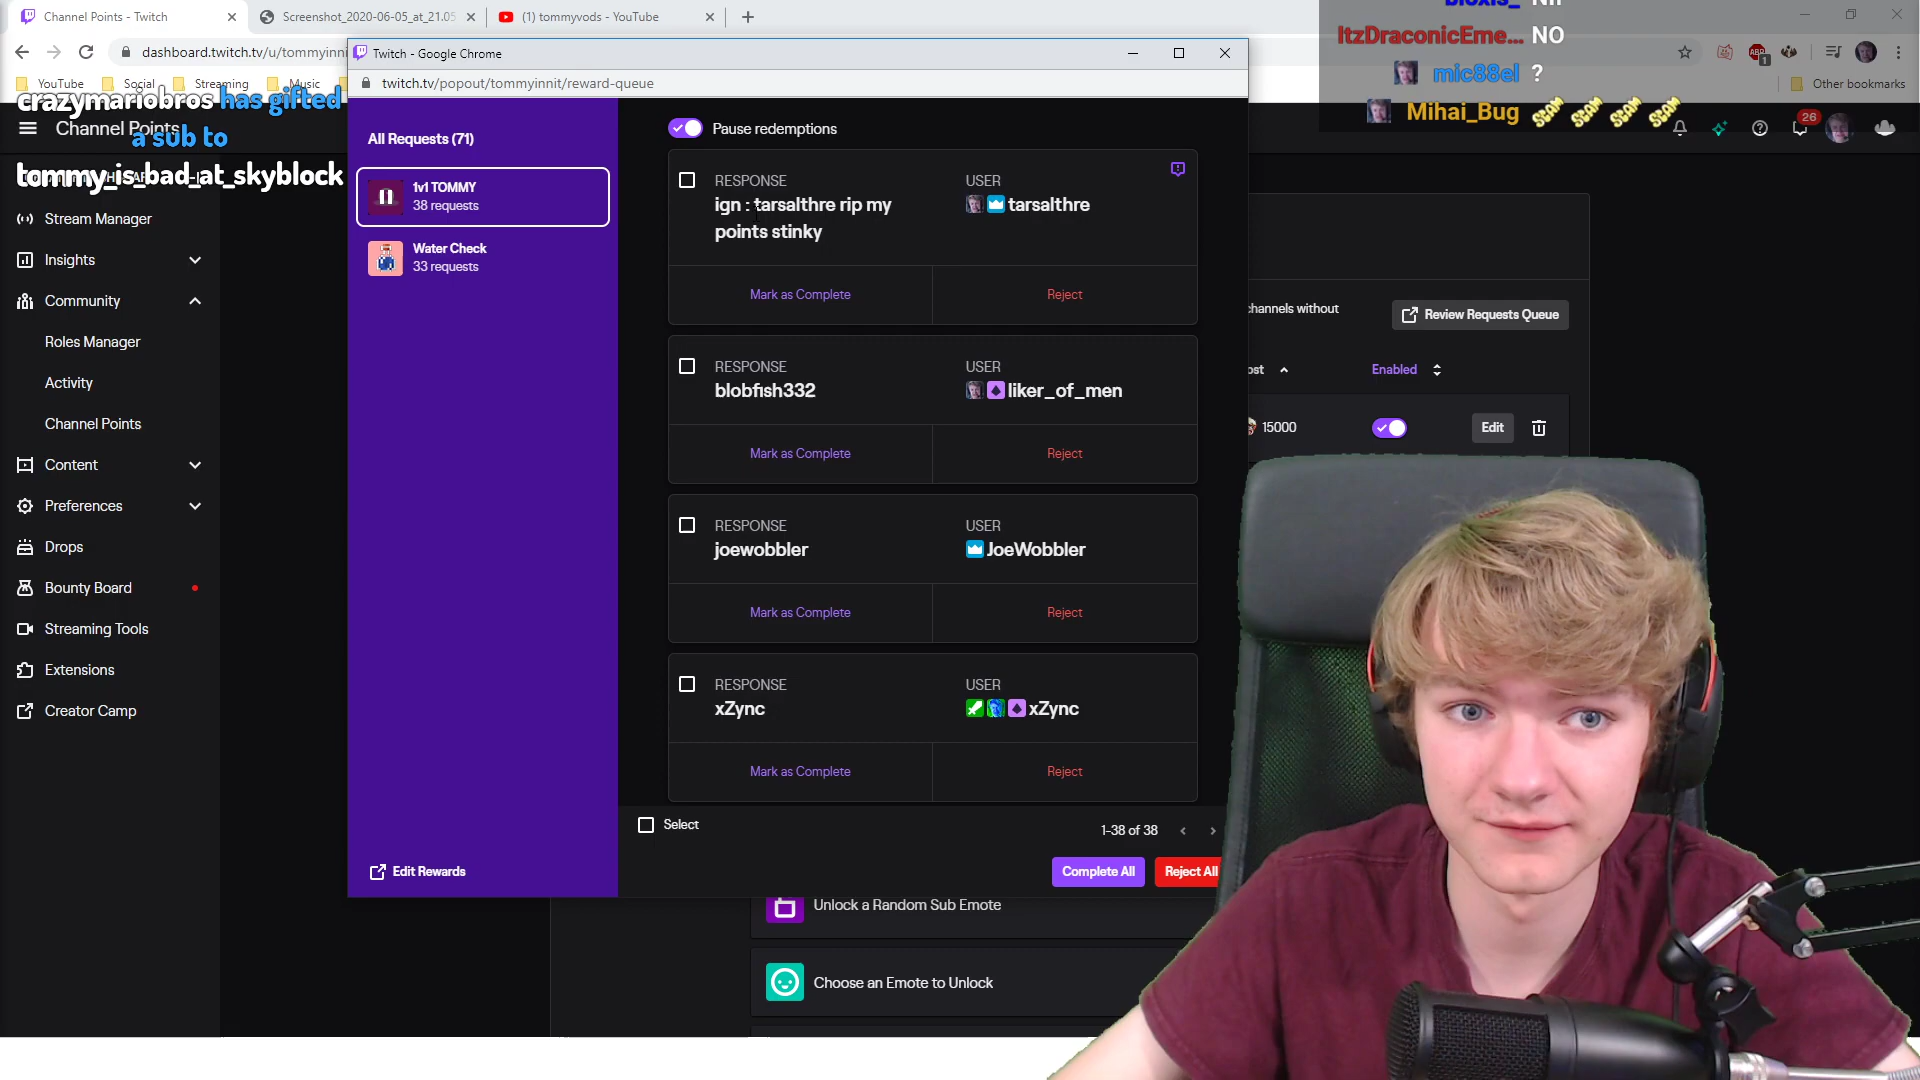 Channel Points - Twitch
Screenshot_2020-06-05_at_21.05
(1) tommyvods - YouTube
dashboard.twitch.tv/u/tommyinni
YouTube
Social
Streaming
Music
Other bookmarks
crazymariobros has gifted
a sub to
tommy_is_bad_at_skyblock
Channel Points
Stream Manager
Insights
Community
Roles Manager
Activity
Channel Points
Content
Preferences
Drops
Bounty Board
Streaming Tools
Extensions
Creator Camp
Twitch - Google Chrome
twitch.tv/popout/tommyinnit/reward-queue
All Requests (71)
1v1 TOMMY
38 requests
Water Check
33 requests
Edit Rewards
Pause redemptions
RESPONSE
ign : tarsalthre rip my
points stinky
USER
tarsalthre
Mark as Complete
Reject
RESPONSE
blobfish332
USER
liker_of_men
Mark as Complete
Reject
RESPONSE
joewobbler
USER
JoeWobbler
Mark as Complete
Reject
RESPONSE
xZync
USER
xZync
Mark as Complete
Reject
Select
1-38 of 38
Complete All
Reject All
Unlock a Random Sub Emote
Choose an Emote to Unlock
ItzDraconicEme... NO
mic88el ?
Mihai_Bug
26
1
channels without
Review Requests Queue
ost
Enabled
15000
Edit